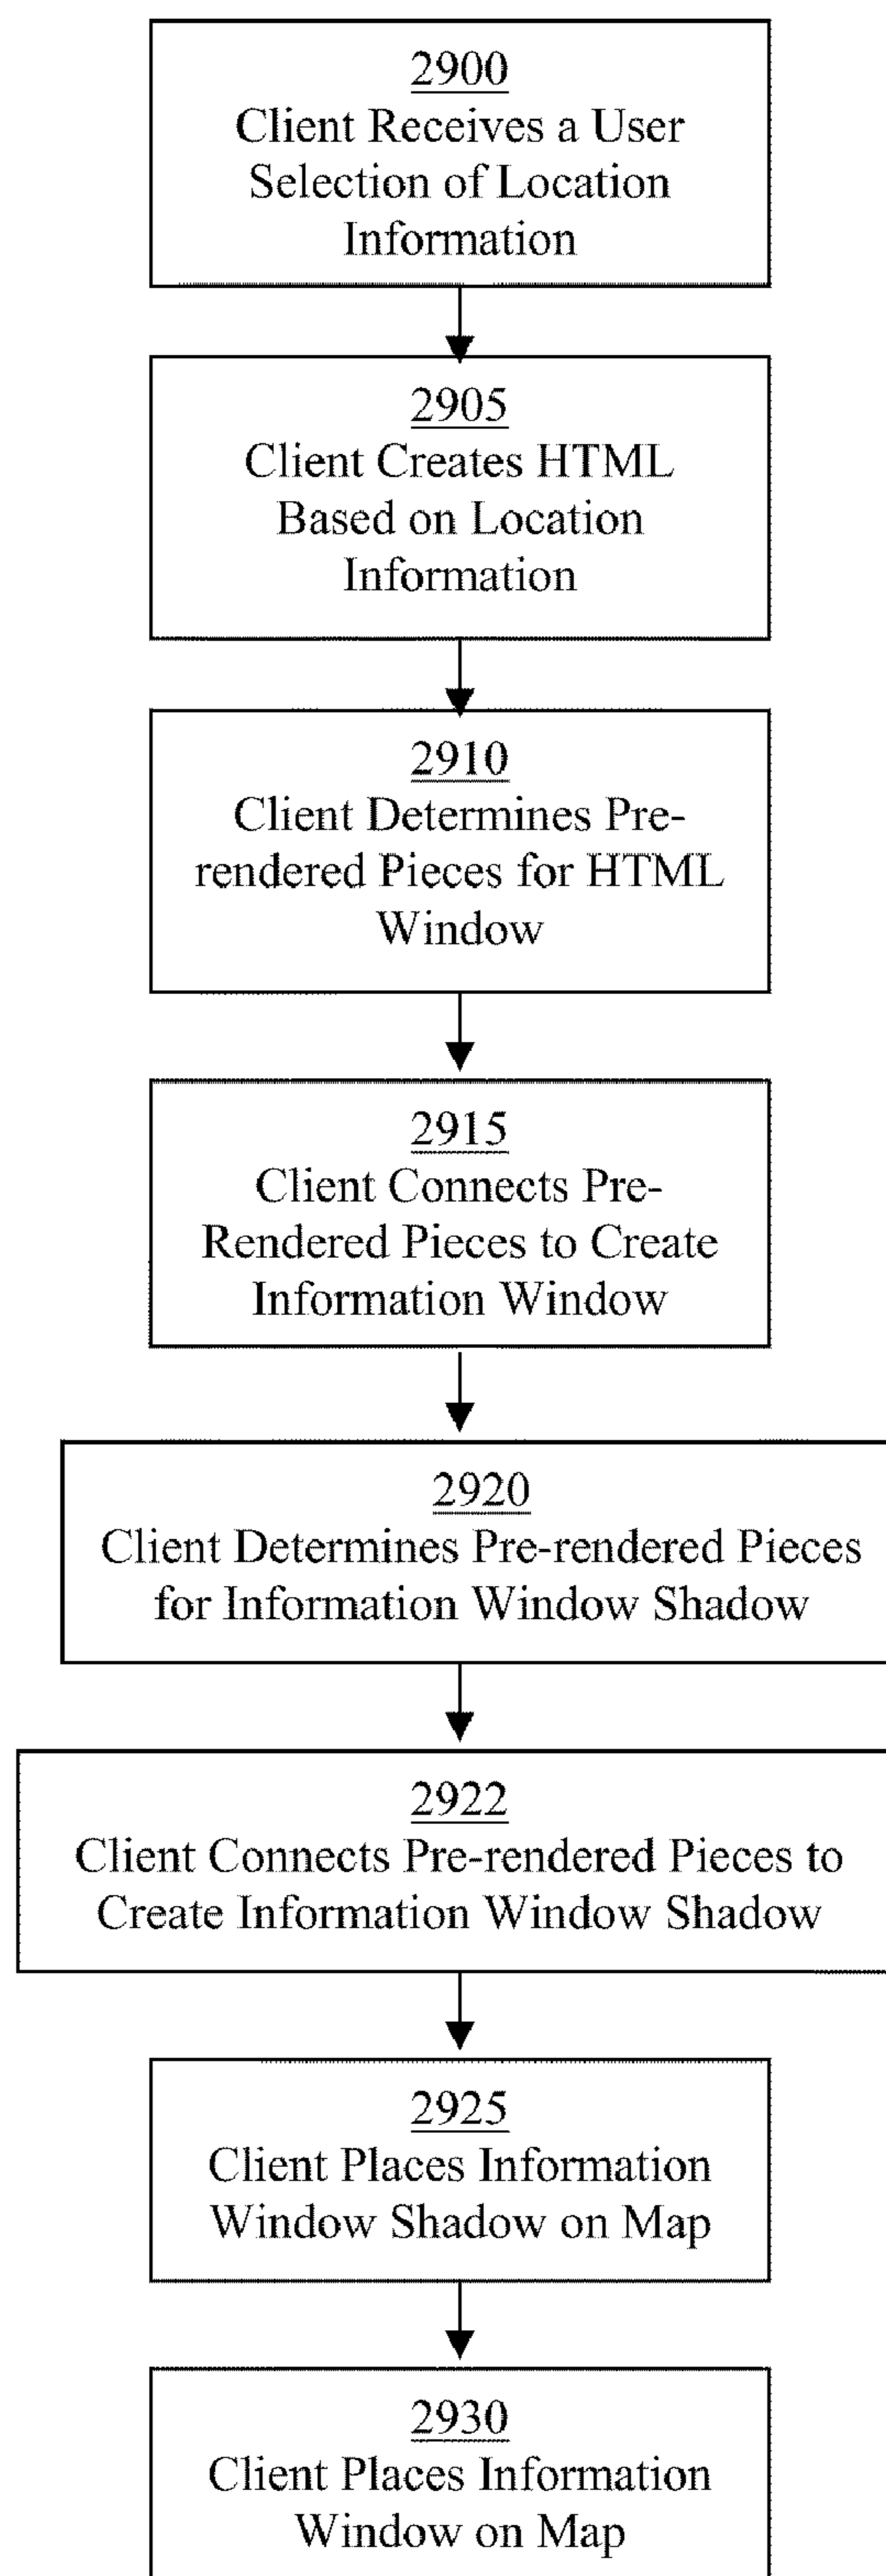 2900
Client Receives a User
Selection of Location
Information
2905
Client Creates HTML
Based on Location
Information
2910
Client Determines Pre-
rendered Pieces for HTML
Window
2915
Client Connects Pre-
Rendered Pieces to Create
Information Window
2920
Client Determines Pre-rendered Pieces
for Information Window Shadow
2922
Client Connects Pre-rendered Pieces to
Create Information Window Shadow
2925
Client Places Information
Window Shadow on Map
2930
Client Places Information
Window on Map